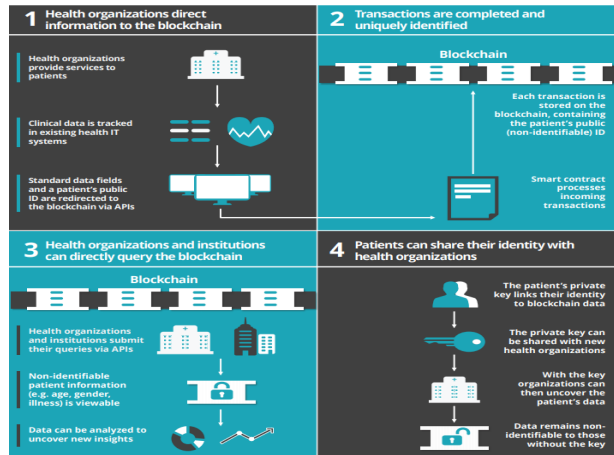 1 Health organizations direct
information to the blockchain
Health organizations
provide services to
patients
Clinical data is tracked
in existing health IT
systems
Standard data fields
and a patient's public
ID are redirected to
the blockchain via APIs
2 Transactions are completed and
uniquely identified
Blockchain
Each transaction is
stored on the
blockchain, containing
the patient's public
(non-identifiable) ID
Smart contract
processes
incoming
transactions
3 Health organizations and institutions
can directly query the blockchain
Blockchain
Health organizations
and institutions submit
their queries via APIs
Non-identifiable
patient information
(e.g. age, gender,
illness) is viewable
Data can be analyzed to
uncover new insights
4 Patients can share their identity with
health organizations
The patient's private
key links their identity
to blockchain data
The private key can
be shared with new
health organizations
With the key
organizations can
then uncover the
patient's data
Data remains non-
identifiable to those
without the key